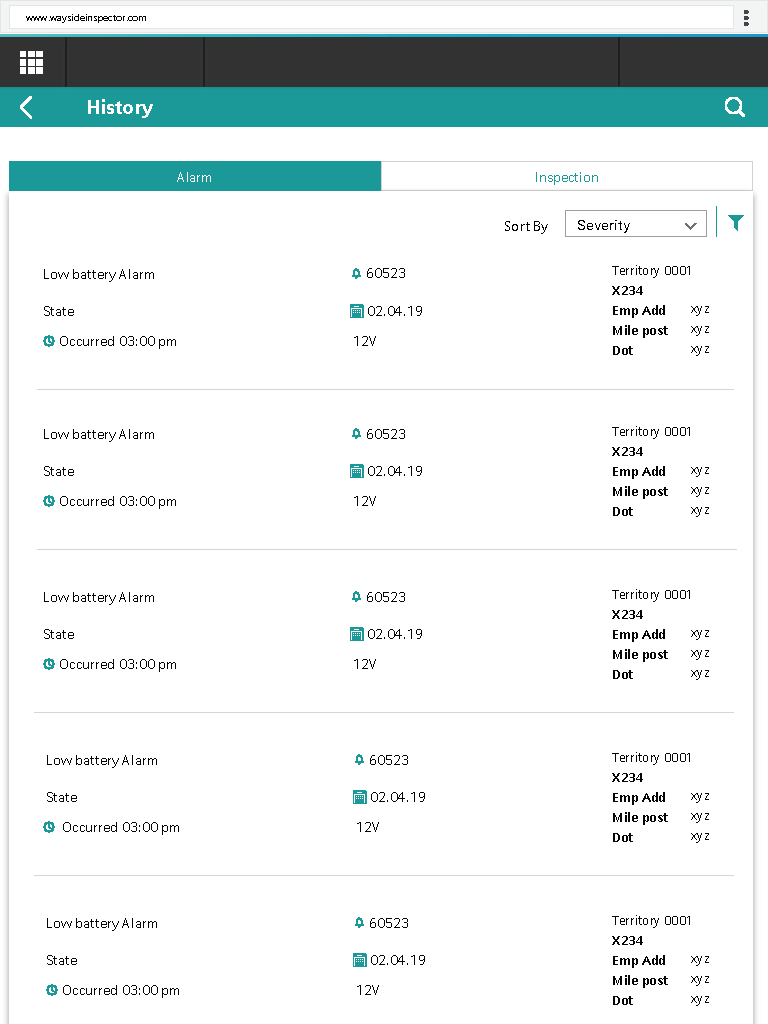 www.waysideinspector.com
History
Alarm Inspection
Sort By Severity
Low battery Alarm 60523 Territory 0001
X234
State 02.04.19 Emp Add xyz
Mile post xyz
Occurred 03:00 pm 12V Dot xyz
Low battery Alarm 60523 Territory 0001
X234
State 02.04.19 Emp Add xyz
Mile post xyz
Occurred 03:00 pm 12V Dot xyz
Low battery Alarm 60523 Territory 0001
X234
State 02.04.19 Emp Add xyz
Mile post xyz
Occurred 03:00 pm 12V Dot xyz
Low battery Alarm 60523 Territory 0001
X234
State 02.04.19 Emp Add xyz
Mile post xyz
Occurred 03:00 pm 12V Dot xyz
Low battery Alarm 60523 Territory 0001
X234
State 02.04.19 Emp Add xyz
Mile post xyz
Occurred 03:00 pm 12V Dot xyz